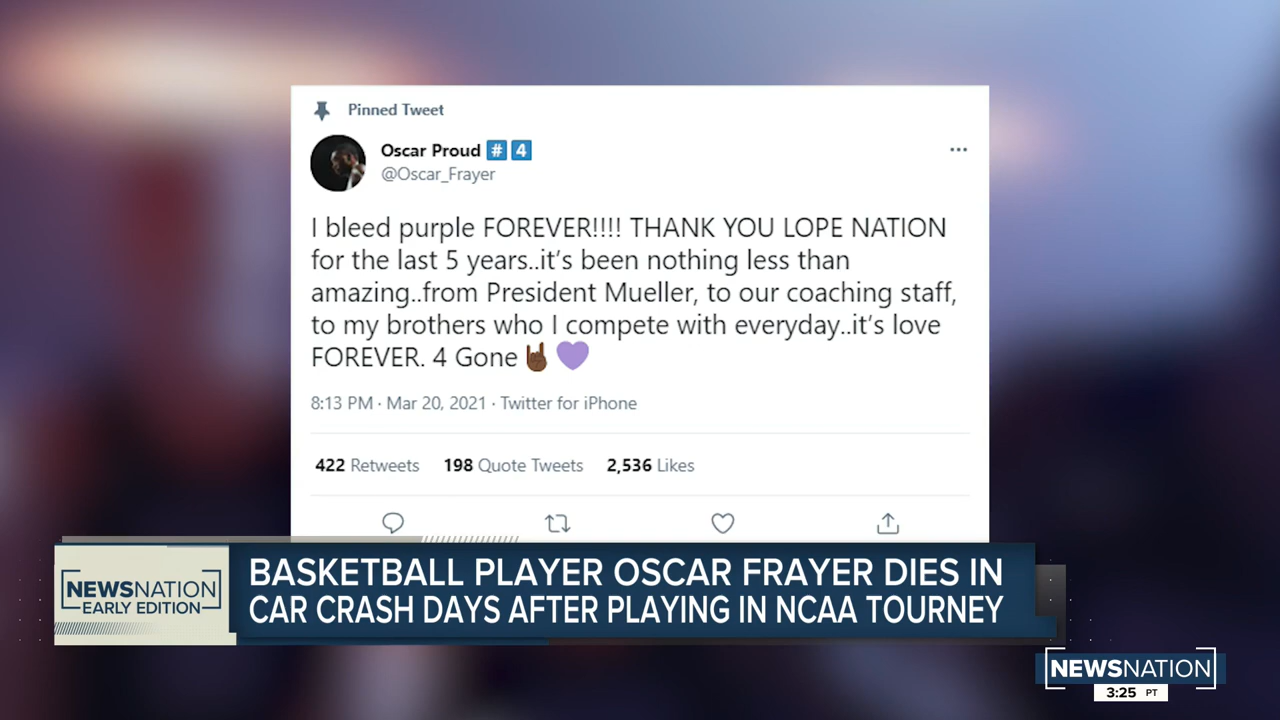 Pinned Tweet
Oscar Proud #️⃣ 4️⃣
@Oscar_Frayer
I bleed purple FOREVER!!!! THANK YOU LOPE NATION
for the last 5 years..it's been nothing less than
amazing..from President Mueller, to our coaching staff,
to my brothers who I compete with everyday..it's love
FOREVER. 4 Gone🤘🏾💜
8:13 PM · Mar 20, 2021 · Twitter for iPhone
422 Retweets 198 Quote Tweets 2,536 Likes
NEWSNATION
EARLY EDITION
BASKETBALL PLAYER OSCAR FRAYER DIES IN
CAR CRASH DAYS AFTER PLAYING IN NCAA TOURNEY
NEWSNATION
3:25 PT